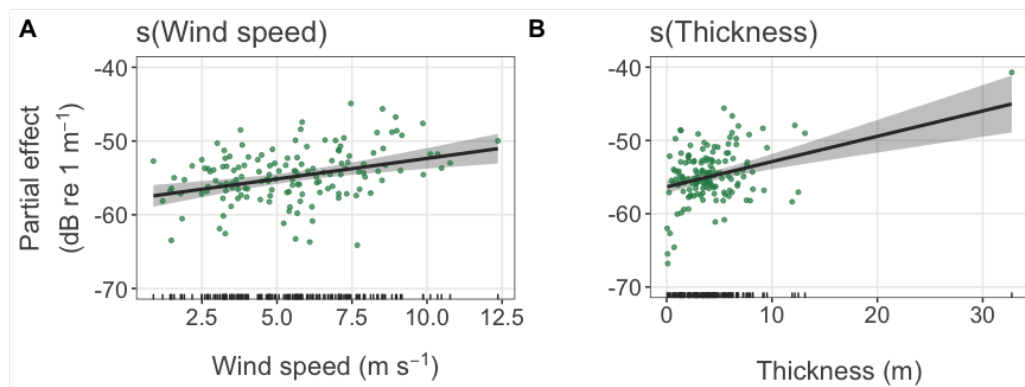 A
s(Wind speed)
Partial effect
(dB re 1 m⁻¹)
-40
-50
-60
-70
2.5
5.0
7.5
10.0
12.5
Wind speed (m s⁻¹)
B
s(Thickness)
-40
-50
-60
-70
0
10
20
30
Thickness (m)